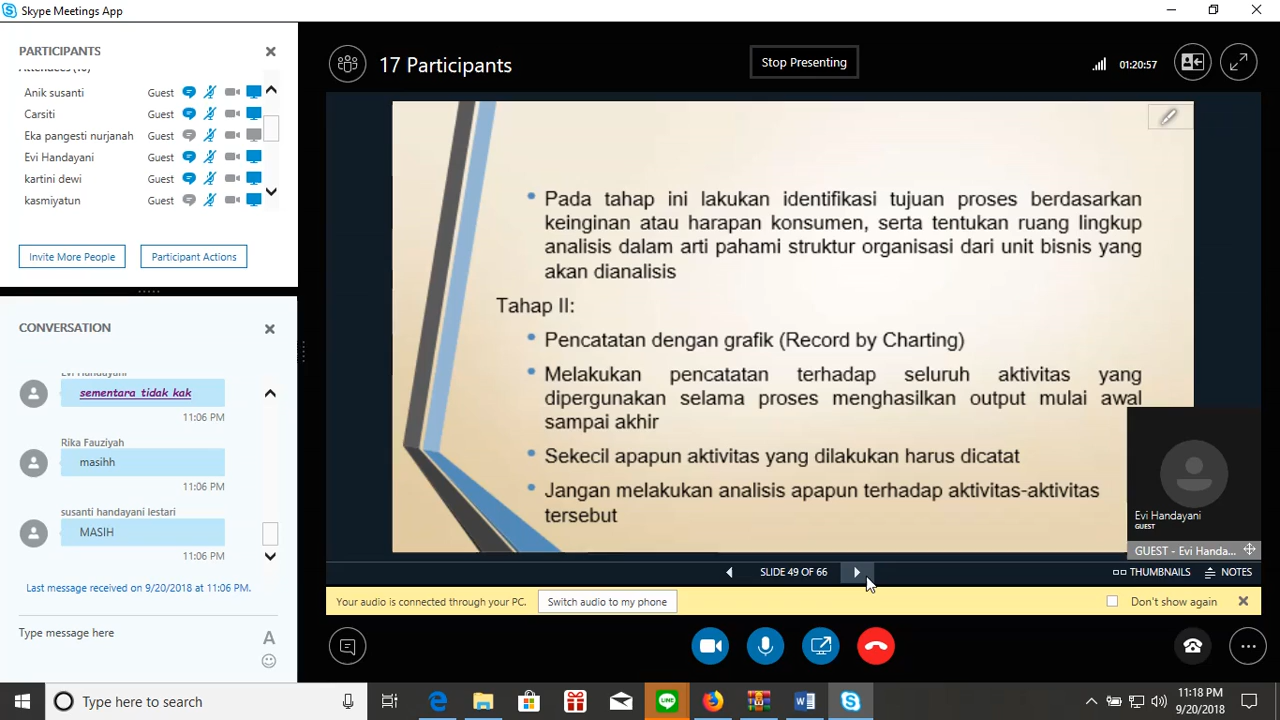 Skype Meetings App
PARTICIPANTS
Attendees (16)
Anik susanti Guest
Carsiti Guest
Eka pangesti nurjanah Guest
Evi Handayani Guest
kartini dewi Guest
kasmiyatun Guest
Invite More People Participant Actions
CONVERSATION
Evi Handayani
sementara tidak kak
11:06 PM
Rika Fauziyah
masihh
11:06 PM
susanti handayani lestari
MASIH
11:06 PM
Last message received on 9/20/2018 at 11:06 PM.
Type message here
A
17 Participants
Stop Presenting
01:20:57
Pada tahap ini lakukan identifikasi tujuan proses berdasarkan
keinginan atau harapan konsumen, serta tentukan ruang lingkup
analisis dalam arti pahami struktur organisasi dari unit bisnis yang
akan dianalisis
Tahap II:
Pencatatan dengan grafik (Record by Charting)
Melakukan pencatatan terhadap seluruh aktivitas yang
dipergunakan selama proses menghasilkan output mulai awal
sampai akhir
Sekecil apapun aktivitas yang dilakukan harus dicatat
Jangan melakukan analisis apapun terhadap aktivitas-aktivitas
tersebut
Evi Handayani
GUEST
GUEST - Evi Handa...
SLIDE 49 OF 66
THUMBNAILS NOTES
Your audio is connected through your PC. Switch audio to my phone Don't show again
Type here to search
11:18 PM
9/20/2018